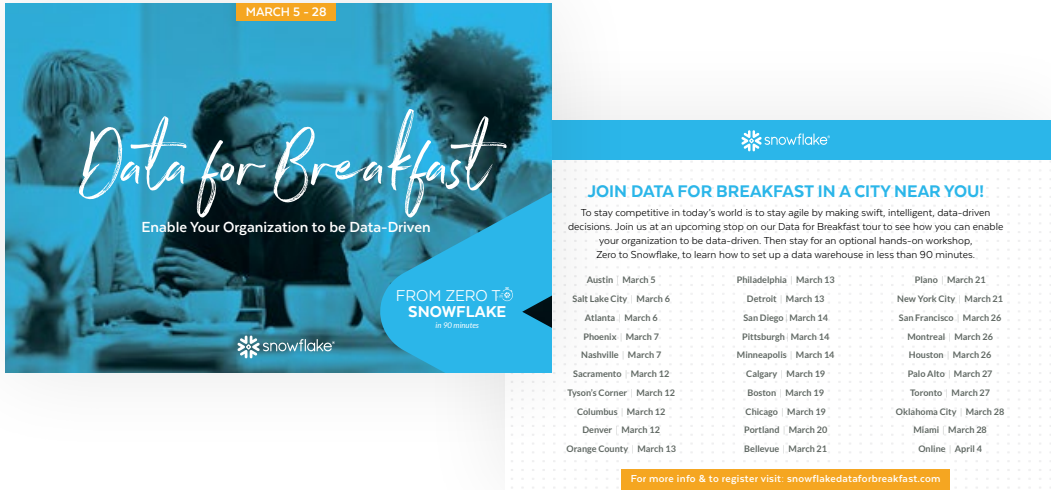 MARCH 5 - 28
Data for Breakfast
Enable Your Organization to be Data-Driven
FROM ZERO TO
SNOWFLAKE
in 90 minutes
snowflake®
snowflake®
JOIN DATA FOR BREAKFAST IN A CITY NEAR YOU!
To stay competitive in today's world is to stay agile by making swift, intelligent, data-driven
decisions. Join us at an upcoming stop on our Data for Breakfast tour to see how you can enable
your organization to be data-driven. Then stay for an optional hands-on workshop,
Zero to Snowflake, to learn how to set up a data warehouse in less than 90 minutes.
Austin | March 5
Salt Lake City | March 6
Atlanta | March 6
Phoenix | March 7
Nashville | March 7
Sacramento | March 12
Tyson's Corner | March 12
Columbus | March 12
Denver | March 12
Orange County | March 13
Philadelphia | March 13
Detroit | March 13
San Diego | March 14
Pittsburgh | March 14
Minneapolis | March 14
Calgary | March 19
Boston | March 19
Chicago | March 19
Portland | March 20
Bellevue | March 21
Plano | March 21
New York City | March 21
San Francisco | March 26
Montreal | March 26
Houston | March 26
Palo Alto | March 27
Toronto | March 27
Oklahoma City | March 28
Miami | March 28
Online | April 4
For more info & to register visit: snowflakedataforbreakfast.com